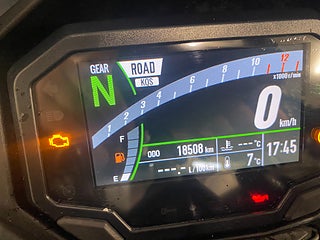 GEAR N ROAD
KQS
1 2 3 4 6 8 10 12
x1000r/min
0
km/h
F
ODO 18508 km --- °C
E --.- L/100km 7 °C
17:45